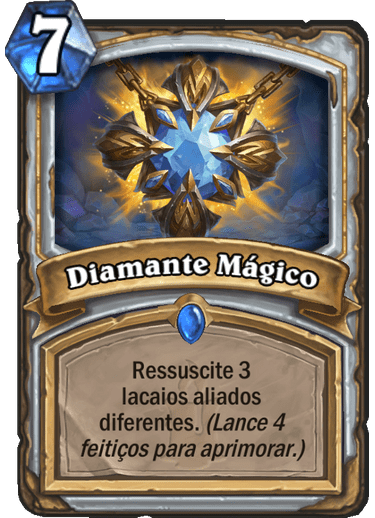 7
Diamante Mágico
Ressuscite 3
lacaios aliados
diferentes. (Lance 4
feitiços para aprimorar.)